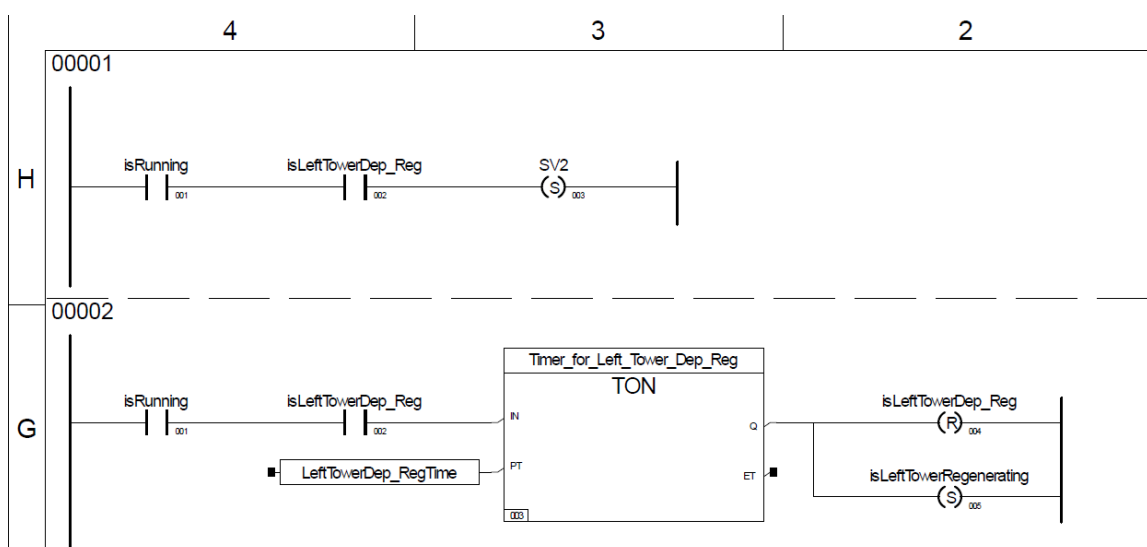 4 3 2
00001
H
isRunning isLeftTowerDep_Reg SV2
001 002 (S) 003
00002
G
Timer_for_Left_Tower_Dep_Reg
TON
isRunning isLeftTowerDep_Reg isLeftTowerDep_Reg
001 002 IN Q (R) 004
LeftTowerDep_RegTime PT ET isLeftTowerRegenerating
(S) 005
003